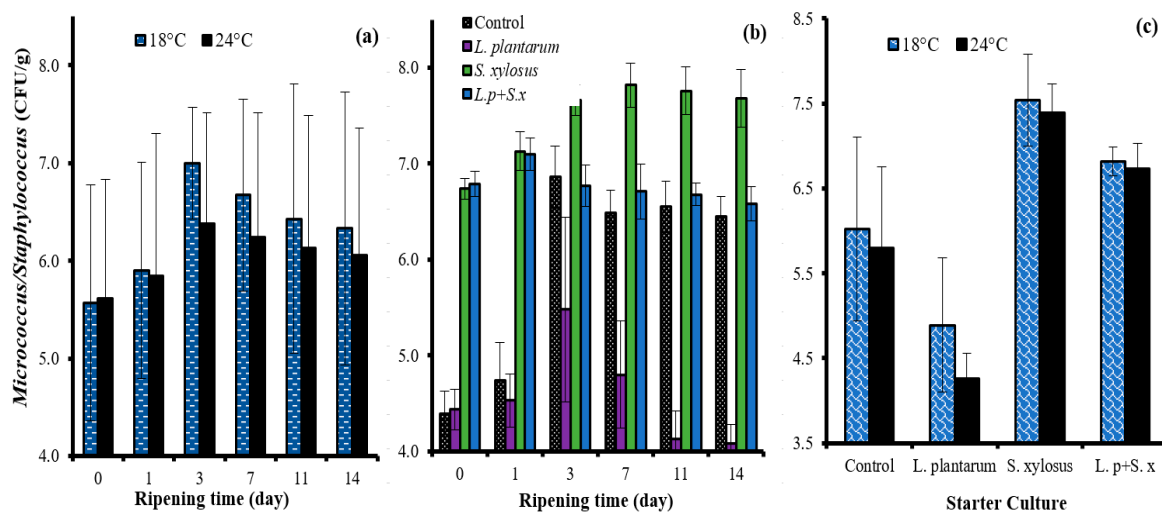 Micrococcus/Staphylococcus (CFU/g)
18°C 24°C (a)
8.0
7.0
6.0
5.0
4.0
0 1 3 7 11 14
Ripening time (day)
Control (b)
L. plantarum
S. xylosus
L.p+S.x
8.0
7.0
6.0
5.0
4.0
0 1 3 7 11 14
Ripening time (day)
18°C 24°C (c)
8.5
7.5
6.5
5.5
4.5
3.5
Control L. plantarum S. xylosus L. p+S. x
Starter Culture